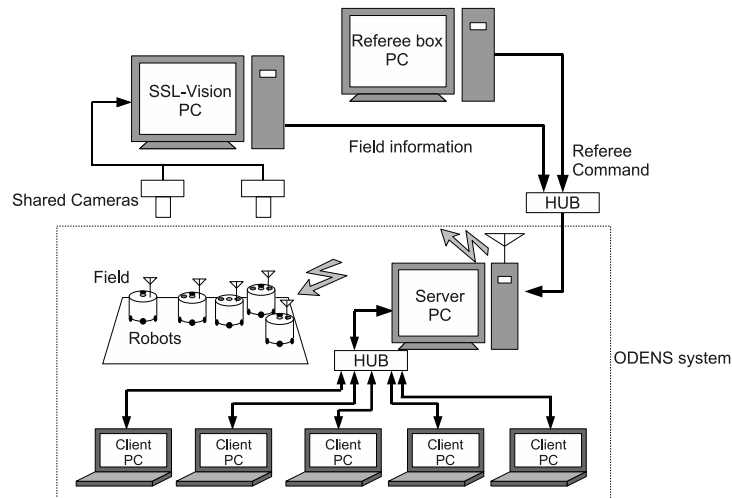 Referee box
PC
SSL-Vision
PC
Field information
Referee
Command
Shared Cameras
HUB
Field
Robots
Server
PC
HUB
ODENS system
Client
PC
Client
PC
Client
PC
Client
PC
Client
PC